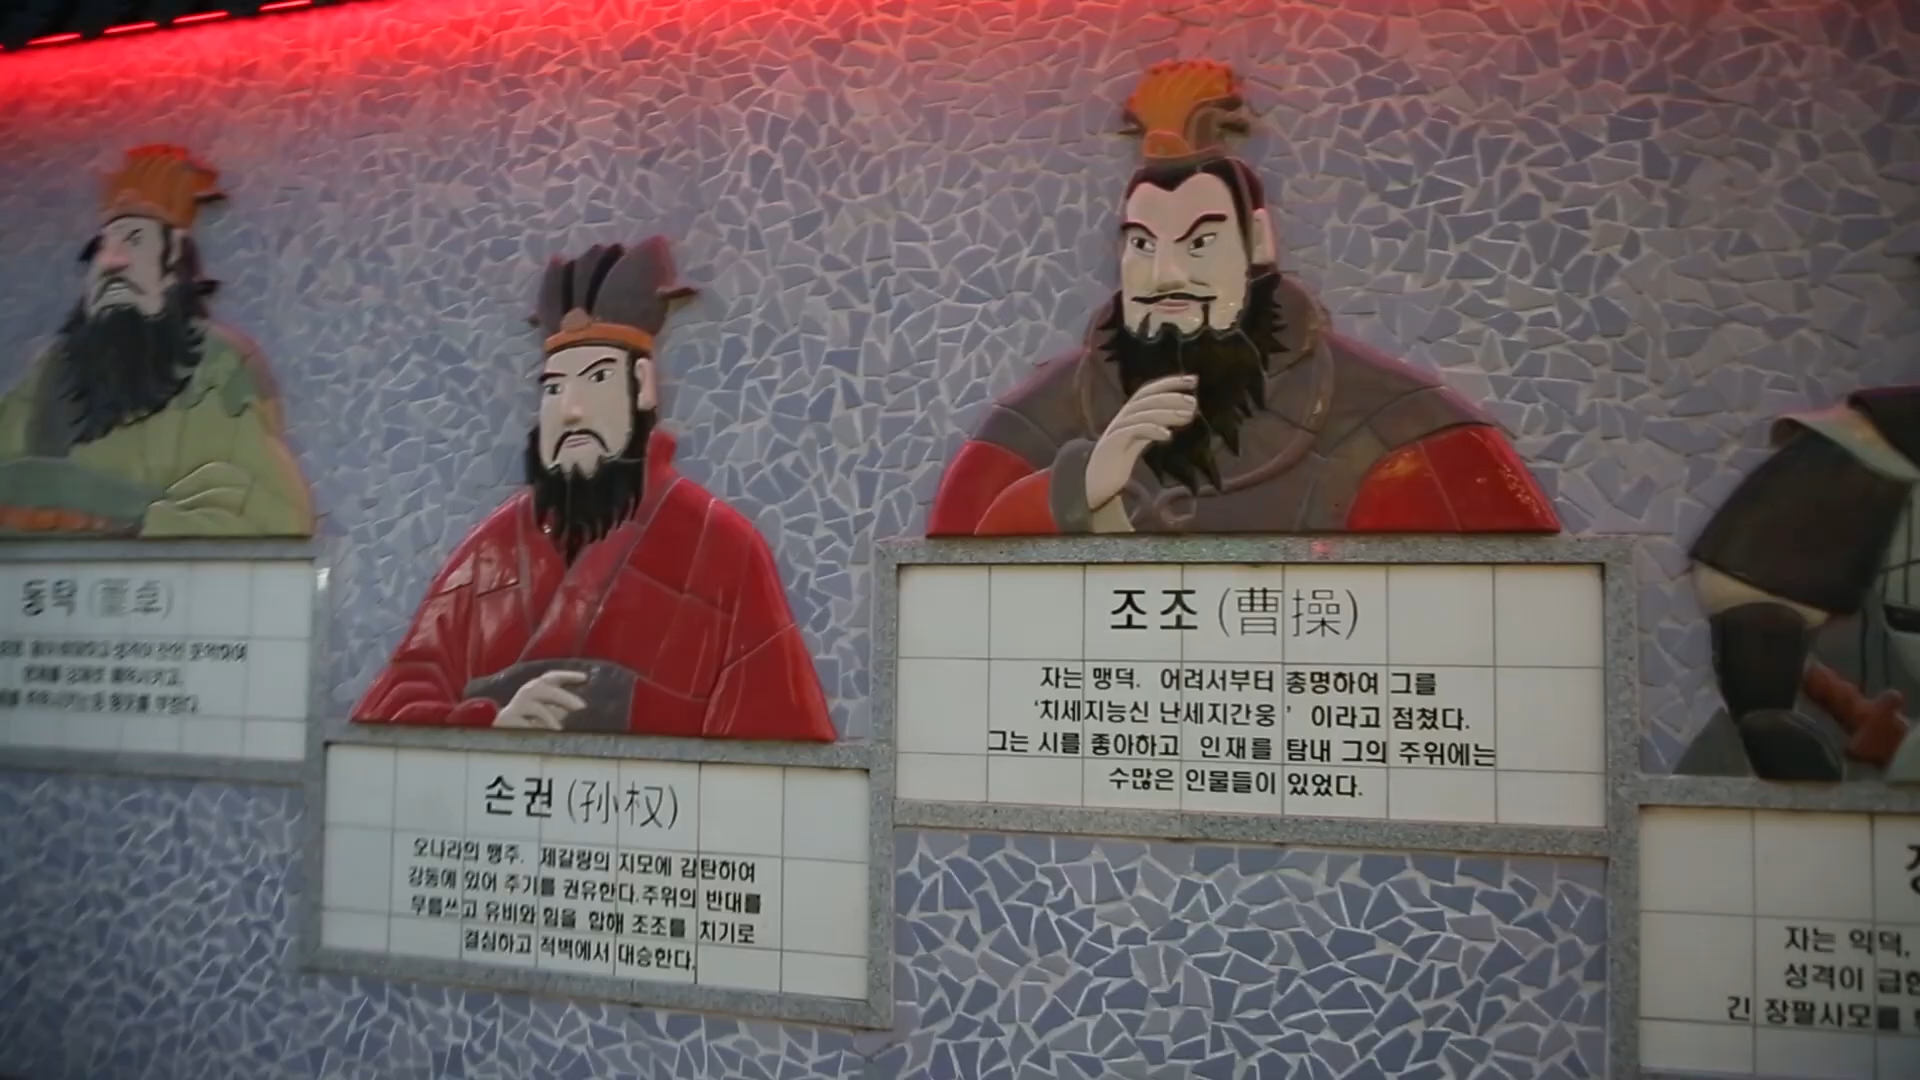 동탁 (董卓)
손권 (孙权)
오나라의 맹주. 제갈량의 지모에 감탄하여
강동에 있어 주기를 권유한다.주위의 반대를
무릅쓰고 유비와 힘을 합해 조조를 치기로
결심하고 적벽에서 대승한다.
조조 (曹操)
자는 맹덕. 어려서부터 총명하여 그를
‘치세지능신 난세지간웅’ 이라고 점쳤다.
그는 시를 좋아하고 인재를 탐내 그의 주위에는
수많은 인물들이 있었다.
자는 익덕.
성격이 급한
긴 장팔사모를